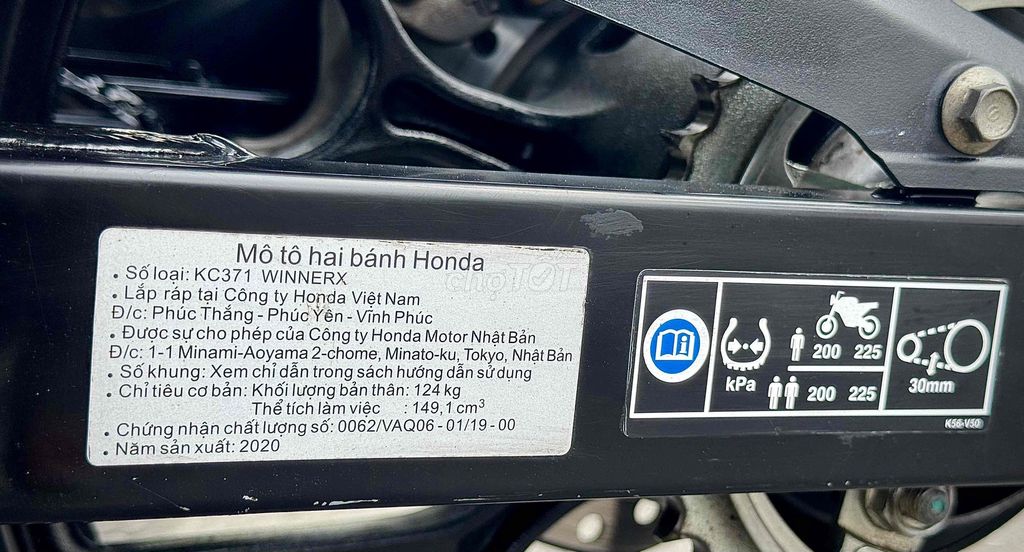 Mô tô hai bánh Honda
• Số loại: KC371 WINNERX
• Lắp ráp tại Công ty Honda Việt Nam
Đ/c: Phúc Thắng - Phúc Yên - Vĩnh Phúc
• Được sự cho phép của Công ty Honda Motor Nhật Bản
Đ/c: 1-1 Minami-Aoyama 2-chome, Minato-ku, Tokyo, Nhật Bản
• Số khung: Xem chỉ dẫn trong sách hướng dẫn sử dụng
• Chỉ tiêu cơ bản: Khối lượng bản thân: 124 kg
Thể tích làm việc : 149,1 cm³
• Chứng nhận chất lượng số: 0062/VAQ06 - 01/19 - 00
• Năm sản xuất: 2020
chợTỐT
kPa
200 225
200 225
30mm
K56-V50